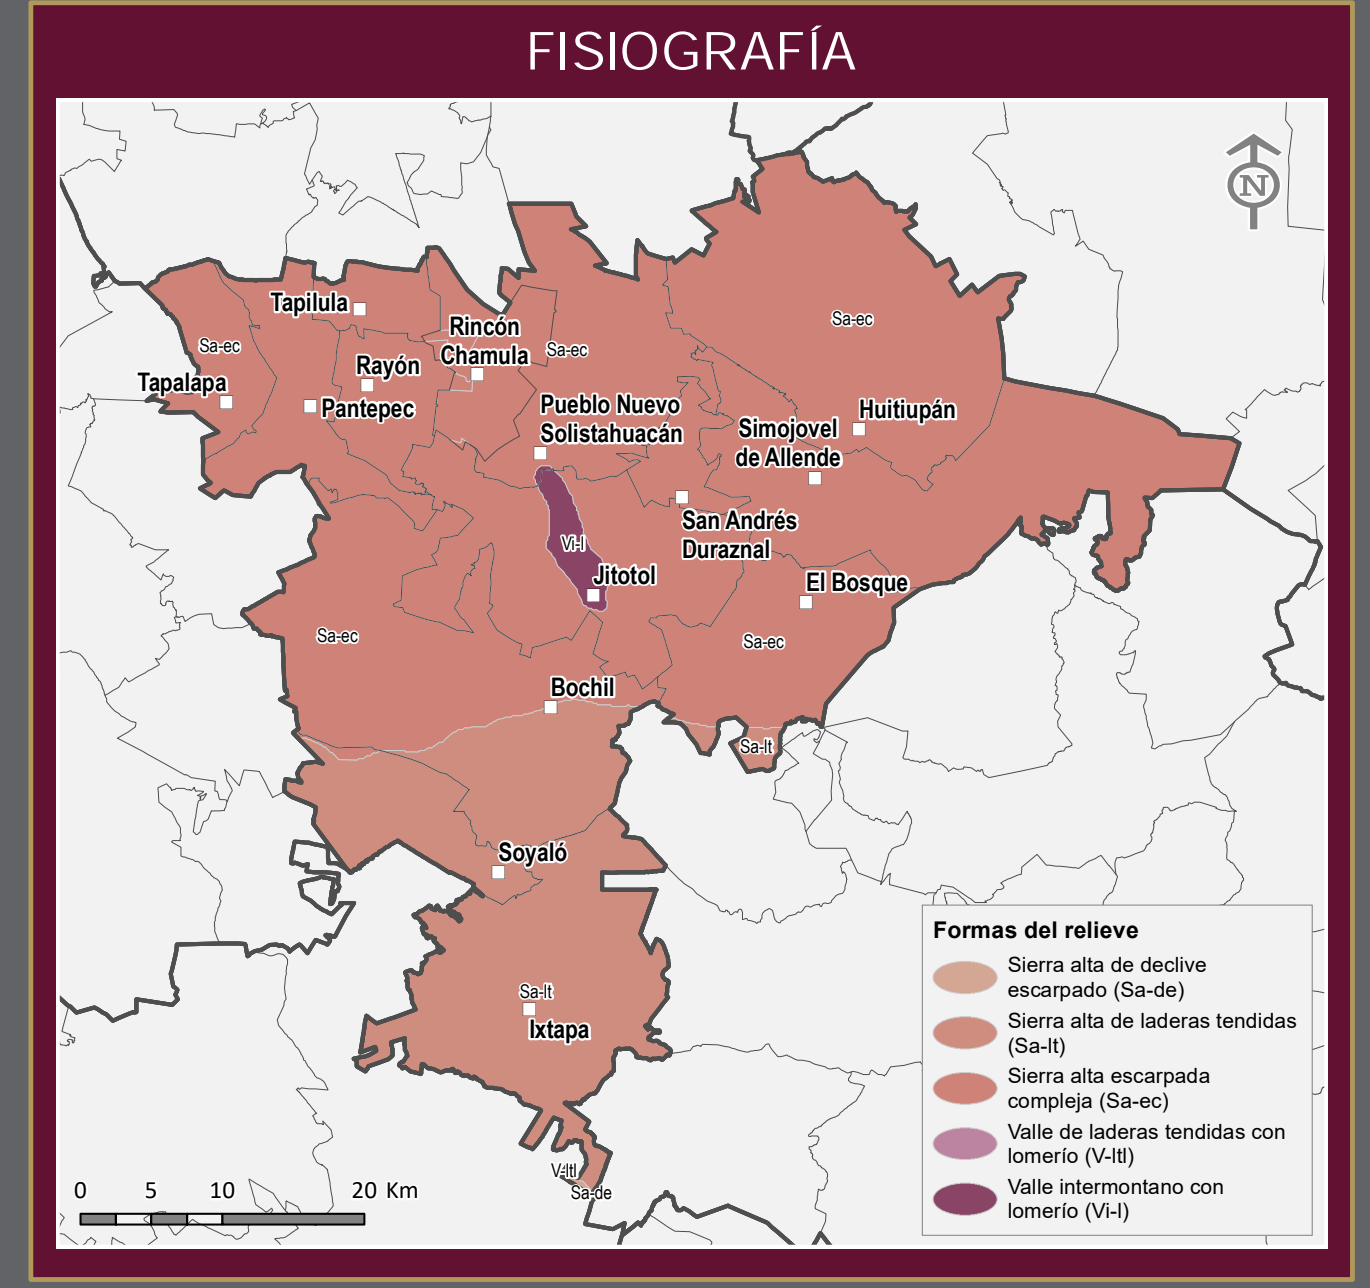 FISIOGRAFÍA
N
Sa-ec
Tapilula
Rincón
Chamula
Sa-ec
Sa-ec
Rayón
Tapalapa
Pantepec
Pueblo Nuevo
Solistahuacán
Huitiupán
Simojovel
de Allende
San Andrés
Duraznal
Vi-l
Jitotol
El Bosque
Sa-ec
Sa-ec
Bochil
Sa-lt
Soyaló
Sa-lt
Ixtapa
V-ltl
Sa-de
0 5 10 20 Km
Formas del relieve
Sierra alta de declive
escarpado (Sa-de)
Sierra alta de laderas tendidas
(Sa-lt)
Sierra alta escarpada
compleja (Sa-ec)
Valle de laderas tendidas con
lomerío (V-ltl)
Valle intermontano con
lomerío (Vi-l)